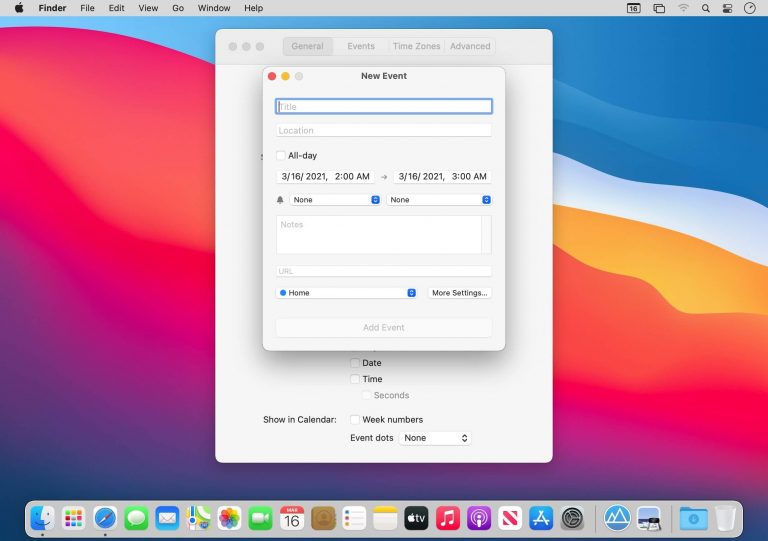 Finder File Edit View Go Window Help 16
General Events Time Zones Advanced
New Event
Title
Location
All-day
3/16/ 2021, 2:00 AM → 3/16/ 2021, 3:00 AM
None None
Notes
URL
Home More Settings...
Add Event
Date
Time
Seconds
Show in Calendar: Week numbers
Event dots None
MAR
16
tv